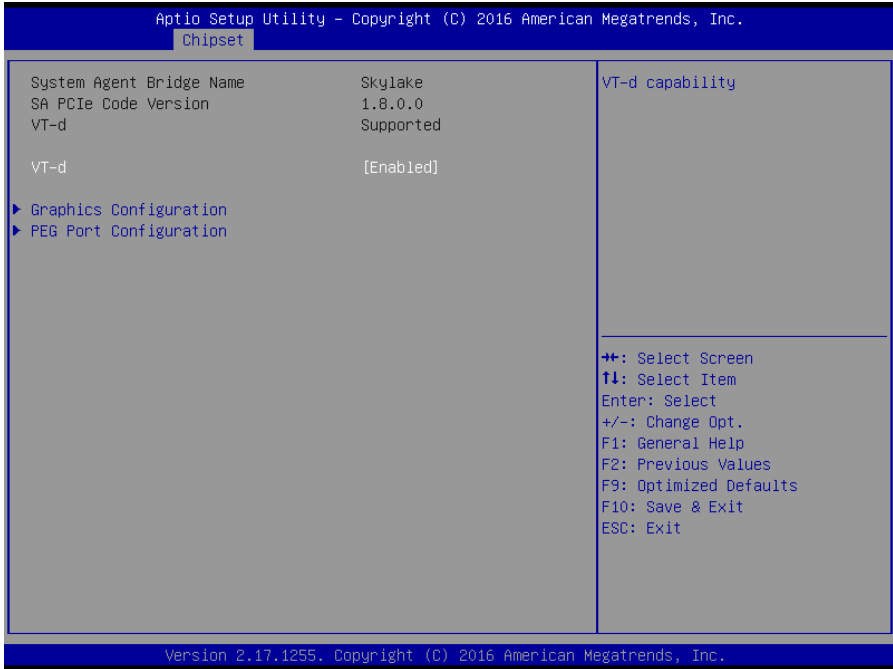 Aptio Setup Utility – Copyright (C) 2016 American Megatrends, Inc.
Chipset
System Agent Bridge Name Skylake
SA PCIe Code Version 1.8.0.0
VT-d Supported
VT-d [Enabled]
Graphics Configuration
PEG Port Configuration
VT-d capability
→←: Select Screen
↑↓: Select Item
Enter: Select
+/-: Change Opt.
F1: General Help
F2: Previous Values
F9: Optimized Defaults
F10: Save & Exit
ESC: Exit
Version 2.17.1255. Copyright (C) 2016 American Megatrends, Inc.